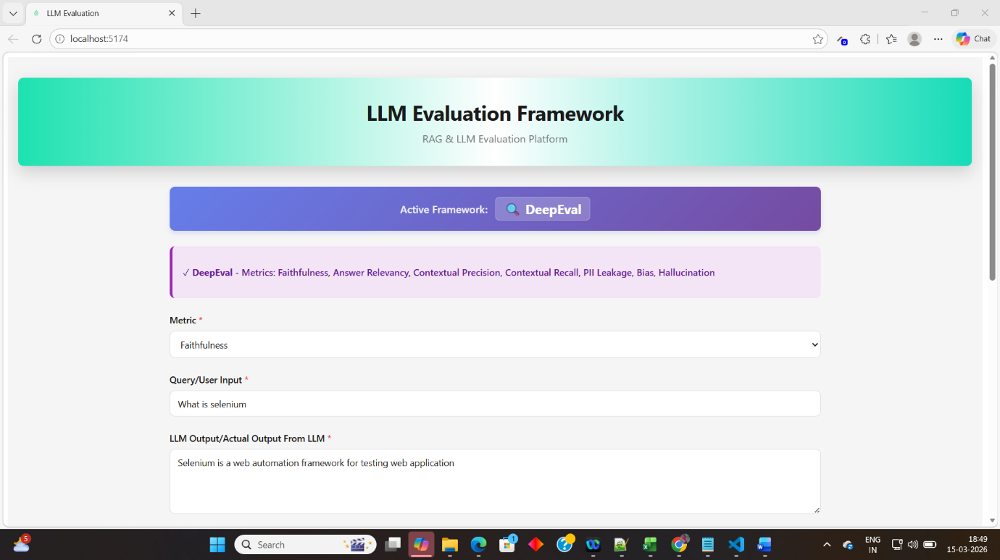 LLM Evaluation
localhost:5174
0
Chat
LLM Evaluation Framework
RAG & LLM Evaluation Platform
Active Framework: 🔍 DeepEval
✓ DeepEval - Metrics: Faithfulness, Answer Relevancy, Contextual Precision, Contextual Recall, PII Leakage, Bias, Hallucination
Metric *
Faithfulness
Query/User Input *
What is selenium
LLM Output/Actual Output From LLM *
Selenium is a web automation framework for testing web application
5
Search
1
ENG
IN
18:49
15-03-2026